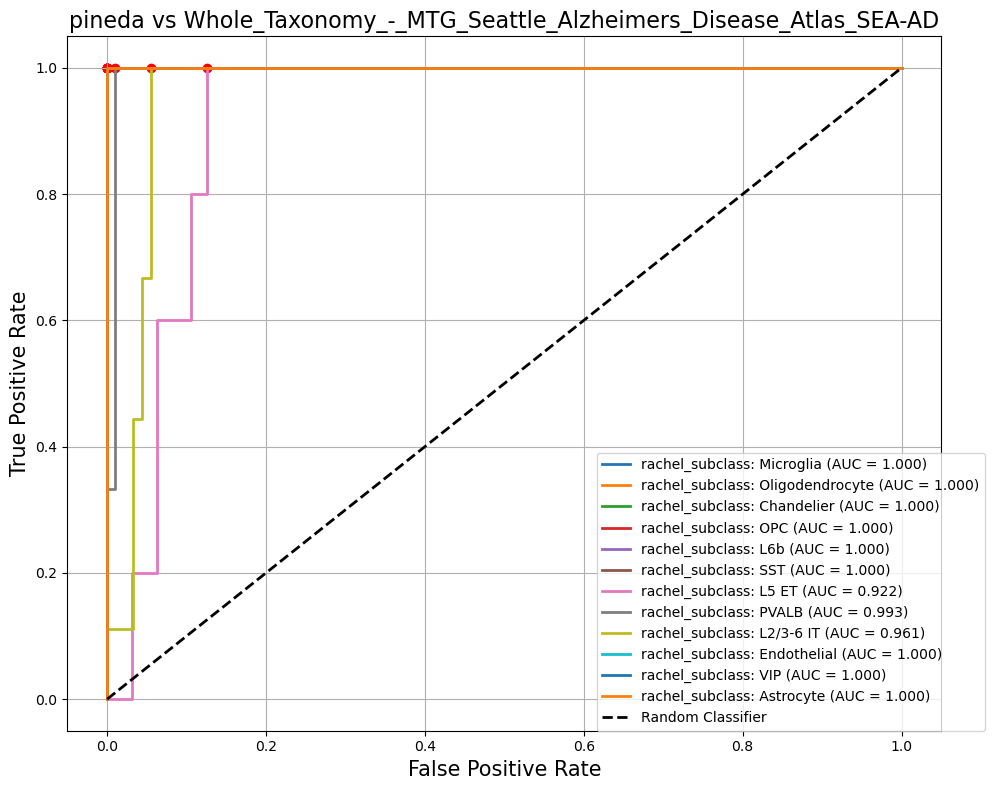 pineda vs Whole_Taxonomy_-_MTG_Seattle_Alzheimers_Disease_Atlas_SEA-AD
True Positive Rate
1.0
0.8
0.6
0.4
0.2
0.0
rachel_subclass: Microglia (AUC = 1.000)
rachel_subclass: Oligodendrocyte (AUC = 1.000)
rachel_subclass: Chandelier (AUC = 1.000)
rachel_subclass: OPC (AUC = 1.000)
rachel_subclass: L6b (AUC = 1.000)
rachel_subclass: SST (AUC = 1.000)
rachel_subclass: L5 ET (AUC = 0.922)
rachel_subclass: PVALB (AUC = 0.993)
rachel_subclass: L2/3-6 IT (AUC = 0.961)
rachel_subclass: Endothelial (AUC = 1.000)
rachel_subclass: VIP (AUC = 1.000)
rachel_subclass: Astrocyte (AUC = 1.000)
Random Classifier
0.0 0.2 0.4 0.6 0.8 1.0
False Positive Rate